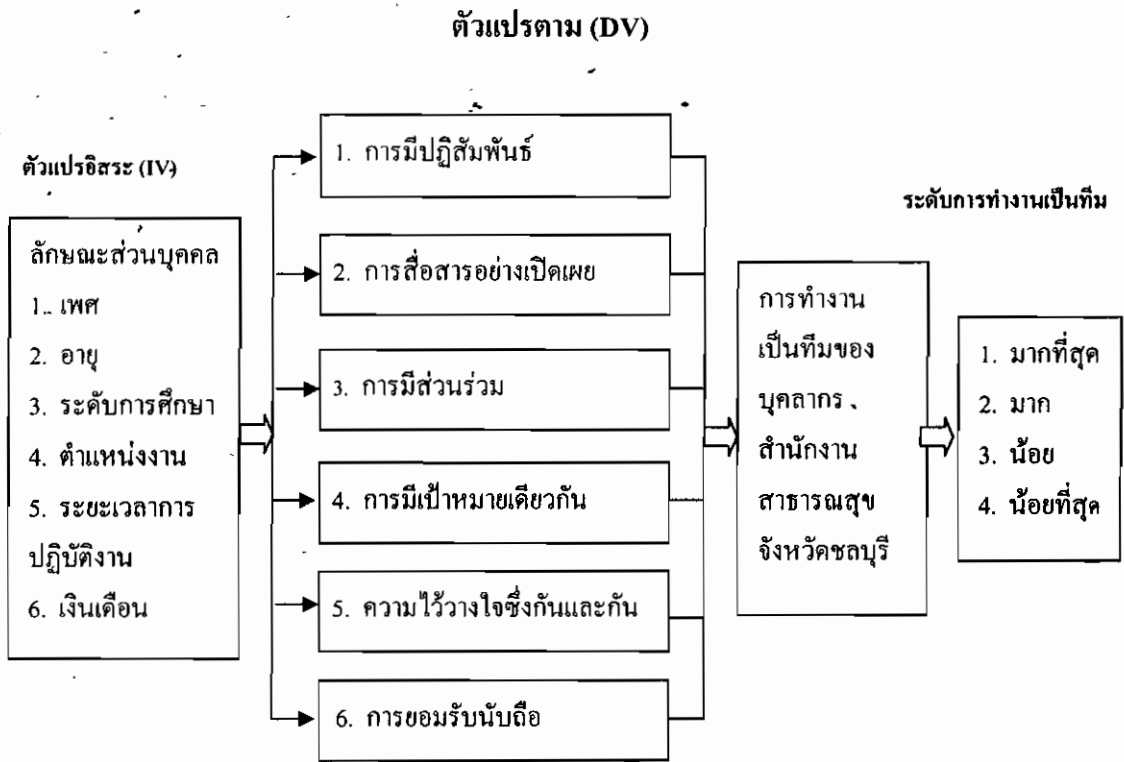 ตัวแปรตาม (DV)
ตัวแปรอิสระ (IV)
ลักษณะส่วนบุคคล
1. เพศ
2. อายุ
3. ระดับการศึกษา
4. ตำแหน่งงาน
5. ระยะเวลาการ
ปฏิบัติงาน
6. เงินเดือน
1. การมีปฏิสัมพันธ์
2. การสื่อสารอย่างเปิดเผย
3. การมีส่วนร่วม
4. การมีเป้าหมายเดียวกัน
5. ความไว้วางใจซึ่งกันและกัน
6. การยอมรับนับถือ
การทำงาน
เป็นทีมของ
บุคลากร
สำนักงาน
สาธารณสุข
จังหวัดชลบุรี
ระดับการทำงานเป็นทีม
1. มากที่สุด
2. มาก
3. น้อย
4. น้อยที่สุด